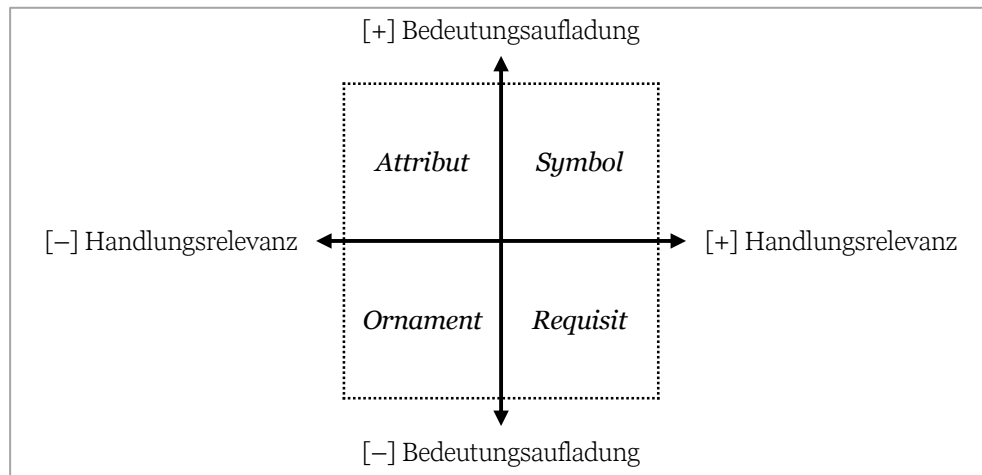 [+] Bedeutungsaufladung
Attribut Symbol
[–] Handlungsrelevanz [+] Handlungsrelevanz
Ornament Requisit
[–] Bedeutungsaufladung